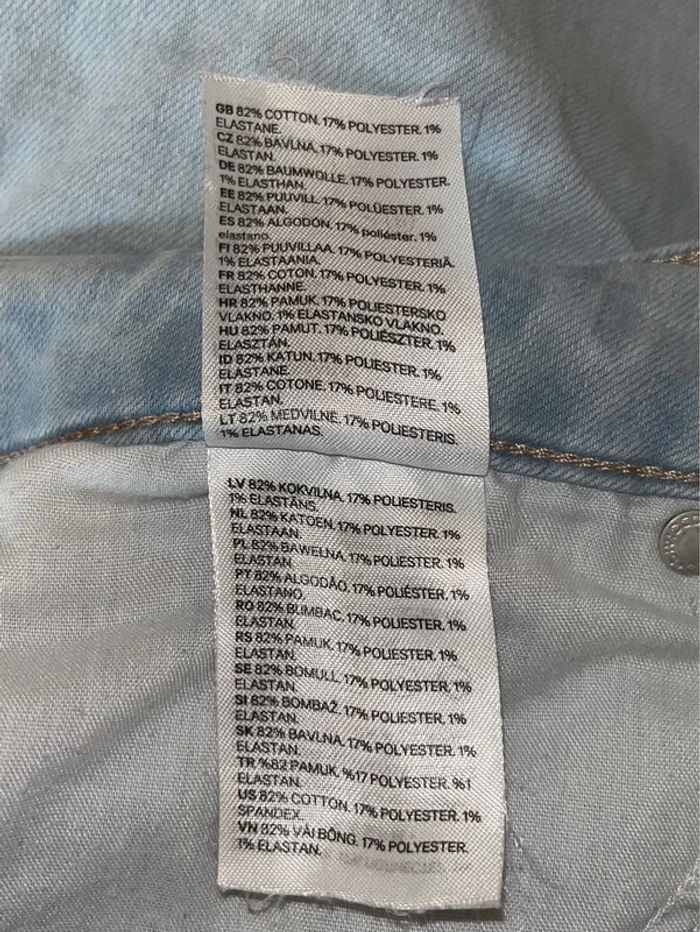 GB 82% COTTON. 17% POLYESTER. 1%
ELASTANE.
CZ 82% BAVLNA. 17% POLYESTER. 1%
ELASTAN.
DE 82% BAUMWOLLE. 17% POLYESTER.
1% ELASTHAN.
EE 82% PUUVILL. 17% POLÜESTER. 1%
ELASTAAN.
ES 82% ALGODÓN. 17% poliéster. 1%
elastano.
FI 82% PUUVILLAA. 17% POLYESTERIÄ.
1% ELASTAANIA.
FR 82% COTON. 17% POLYESTER. 1%
ELASTHANNE.
HR 82% PAMUK. 17% POLIESTERSKO
VLAKNO. 1% ELASTANSKO VLAKNO.
HU 82% PAMUT. 17% POLIÉSZTER. 1%
ELASZTÁN.
ID 82% KATUN. 17% POLIESTER. 1%
ELASTANE.
IT 82% COTONE. 17% POLIESTERE. 1%
ELASTAN.
LT 82% MEDVILNĖ. 17% POLIESTERIS.
1% ELASTANAS.
LV 82% KOKVILNA. 17% POLIESTERIS.
1% ELASTĀNS.
NL 82% KATOEN. 17% POLYESTER. 1%
ELASTAAN.
PL 82% BAWEŁNA. 17% POLIESTER. 1%
ELASTAN.
PT 82% ALGODÃO. 17% POLIÉSTER. 1%
ELASTANO.
RO 82% BUMBAC. 17% POLIESTER. 1%
ELASTAN.
RS 82% PAMUK. 17% POLIESTER. 1%
ELASTAN.
SE 82% BOMULL. 17% POLYESTER. 1%
ELASTAN.
SI 82% BOMBAŽ. 17% POLIESTER. 1%
ELASTAN.
SK 82% BAVLNA. 17% POLYESTER. 1%
ELASTAN.
TR %82 PAMUK. %17 POLYESTER. %1
ELASTAN.
US 82% COTTON. 17% POLYESTER. 1%
SPANDEX.
VN 82% VẢI BÔNG. 17% POLYESTER.
1% ELASTAN.